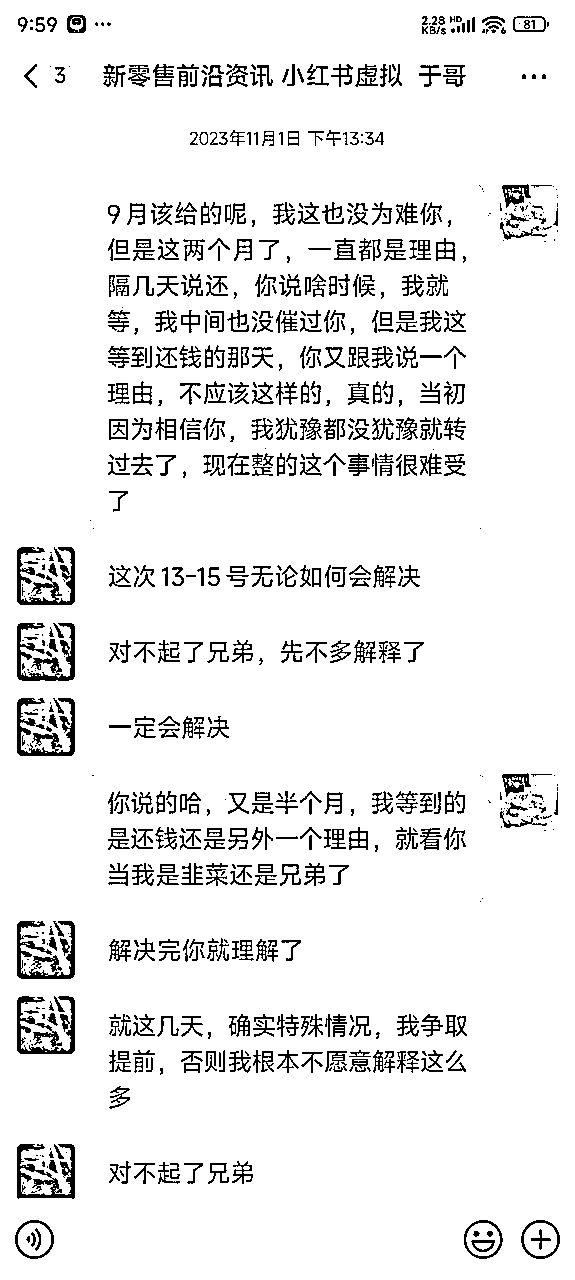 9:59 ··· 2.28 KB/s HD 81
3 新零售前沿资讯 小红书虚拟 于哥 ···
2023年11月1日 下午13:34
9月该给的呢，我这也没为难你，
但是这两个月了，一直都是理由，
隔几天说还，你说啥时候，我就
等，我中间也没催过你，但是我这
等到还钱的那天，你又跟我说一个
理由，不应该这样的，真的，当初
因为相信你，我犹豫都没犹豫就转
过去了，现在整的这个事情很难受
了
这次13-15号无论如何会解决
对不起了兄弟，先不多解释了
一定会解决
你说的哈，又是半个月，我等到的
是还钱还是另外一个理由，就看你
当我是韭菜还是兄弟了
解决完你就理解了
就这几天，确实特殊情况，我争取
提前，否则我根本不愿意解释这么
多
对不起了兄弟